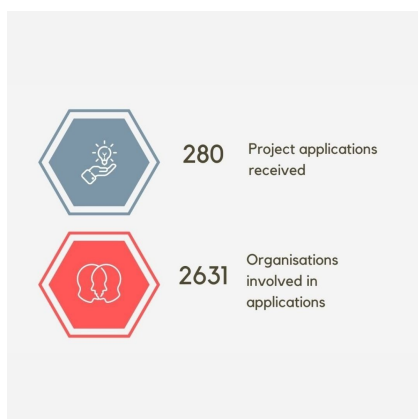 280
Project applications
received
2631
Organisations
involved in
applications